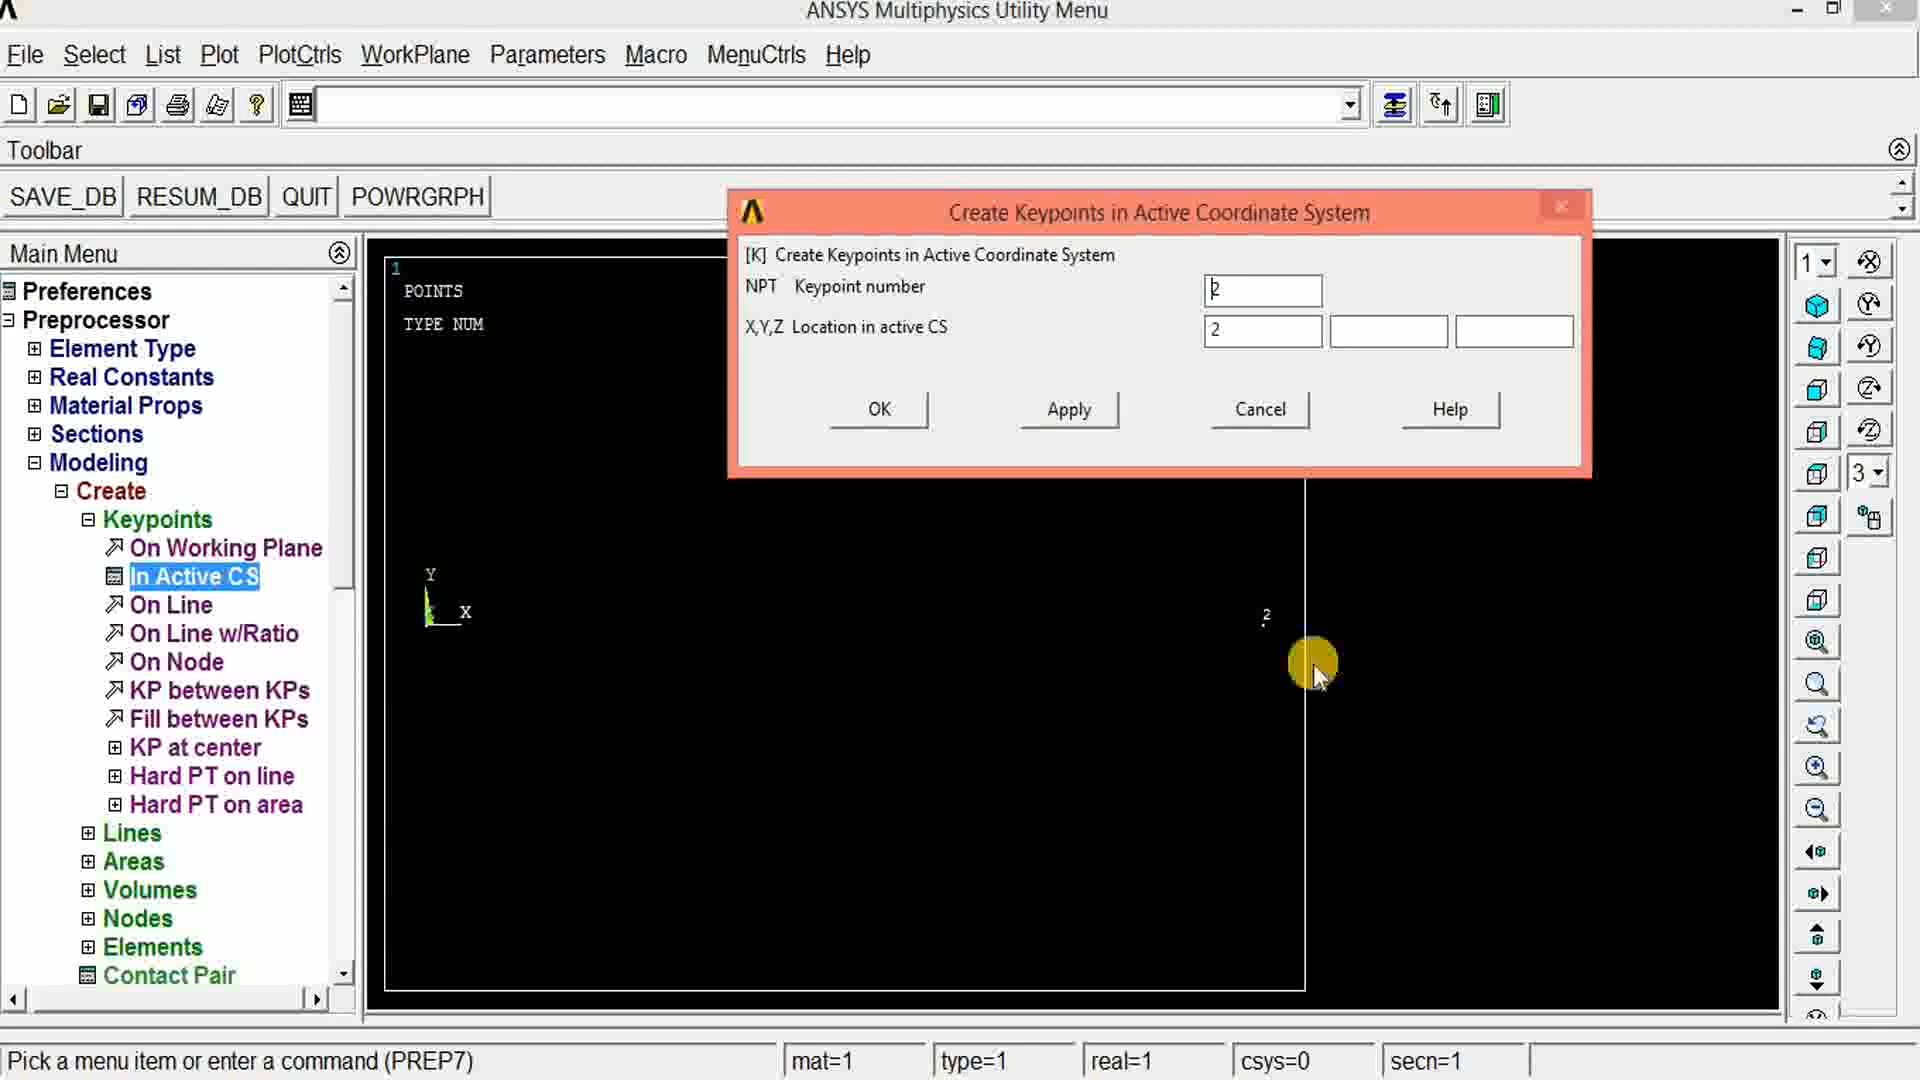 ANSYS Multiphysics Utility Menu
File Select List Plot PlotCtrls WorkPlane Parameters Macro MenuCtrls Help
Toolbar
SAVE_DB RESUM_DB QUIT POWRGRPH
Create Keypoints in Active Coordinate System
[K] Create Keypoints in Active Coordinate System
NPT Keypoint number 2
X,Y,Z Location in active CS 2
OK Apply Cancel Help
Main Menu
Preferences
Preprocessor
Element Type
Real Constants
Material Props
Sections
Modeling
Create
Keypoints
On Working Plane
In Active CS
On Line
On Line w/Ratio
On Node
KP between KPs
Fill between KPs
KP at center
Hard PT on line
Hard PT on area
Lines
Areas
Volumes
Nodes
Elements
Contact Pair
1
POINTS
TYPE NUM
Y
X
2
1
3
Pick a menu item or enter a command (PREP7) mat=1 type=1 real=1 csys=0 secn=1